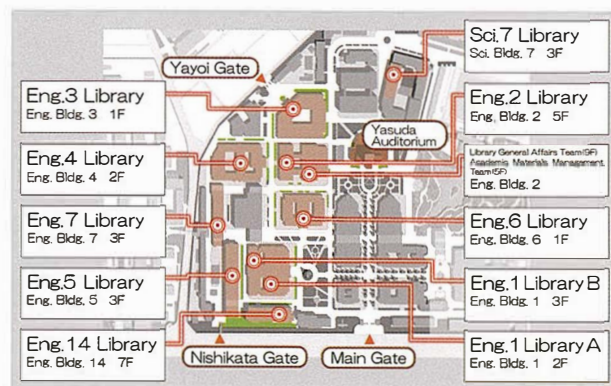 Sci.7 Library
Sci. Bldg. 7 3F
Yayoi Gate
Eng.3 Library
Eng. Bldg. 3 1F
Eng.2 Library
Eng. Bldg. 2 5F
Yasuda
Auditorium
Eng.4 Library
Eng. Bldg. 4 2F
Library General Affairs Team(9F)
Academic Materials Management
Team(5F)
Eng. Bldg. 2
Eng.7 Library
Eng. Bldg. 7 3F
Eng.6 Library
Eng. Bldg. 6 1F
Eng.5 Library
Eng. Bldg. 5 3F
Eng.1 Library B
Eng. Bldg. 1 3F
Eng.14 Library
Eng. Bldg. 14 7F
Nishikata Gate
Main Gate
Eng.1 Library A
Eng. Bldg. 1 2F